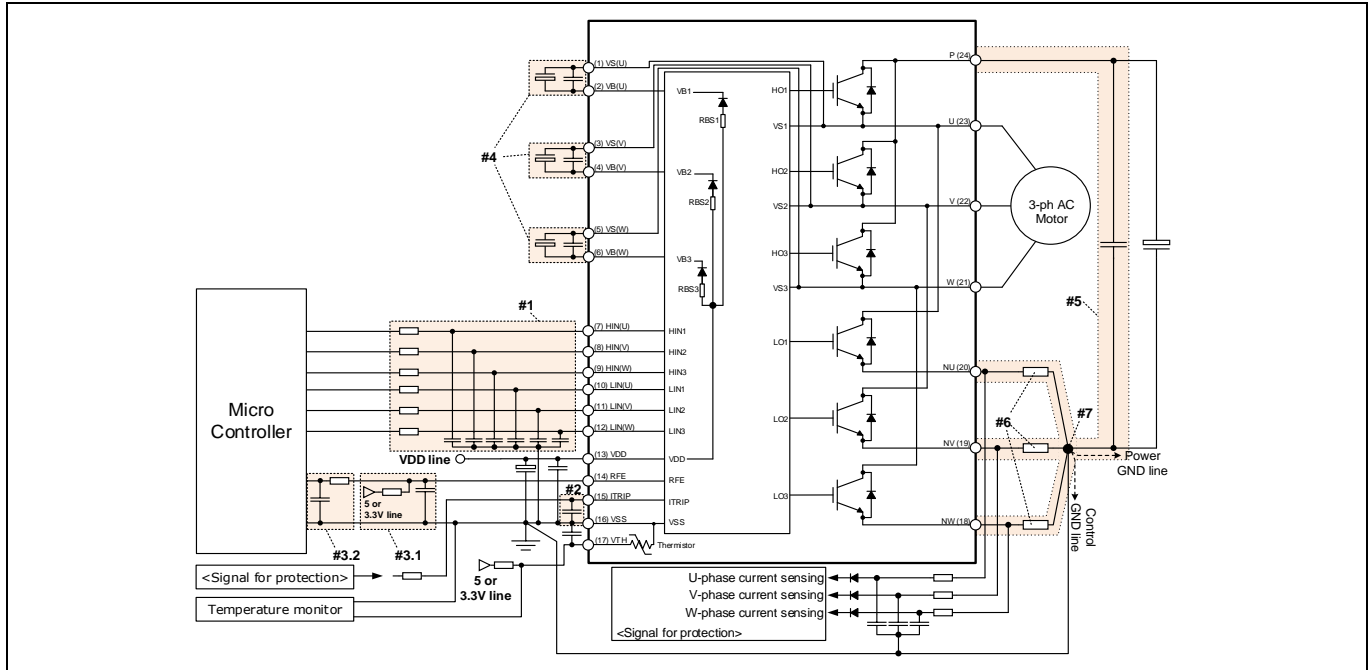 P (24)
(1) VS(U)
(2) VB(U)
VB1
HO1
RBS1
VS1
U (23)
(3) VS(V)
#4
(4) VB(V)
VB2
HO2
RBS2
VS2
V (22)
3-ph AC
Motor
(5) VS(W)
(6) VB(W)
VB3
HO3
RBS3
VS3
W (21)
#5
#1
(7) HIN(U)
HIN1
(8) HIN(V)
HIN2
LO1
(9) HIN(W)
HIN3
NU (20)
(10) LIN(U)
LIN1
(11) LIN(V)
LIN2
LO2
(12) LIN(W)
LIN3
Micro
Controller
#6
#7
NV (19)
VDD line
(13) VDD
VDD
Power
GND line
(14) RFE
RFE
#2
(15) ITRIP
ITRIP
LO3
5 or
3.3V line
(16) VSS
VSS
NW (18)
Control
GND line
#3.2
#3.1
(17) VTH
Thermistor
<Signal for protection>
5 or
3.3V line
Temperature monitor
U-phase current sensing
V-phase current sensing
W-phase current sensing
<Signal for protection>